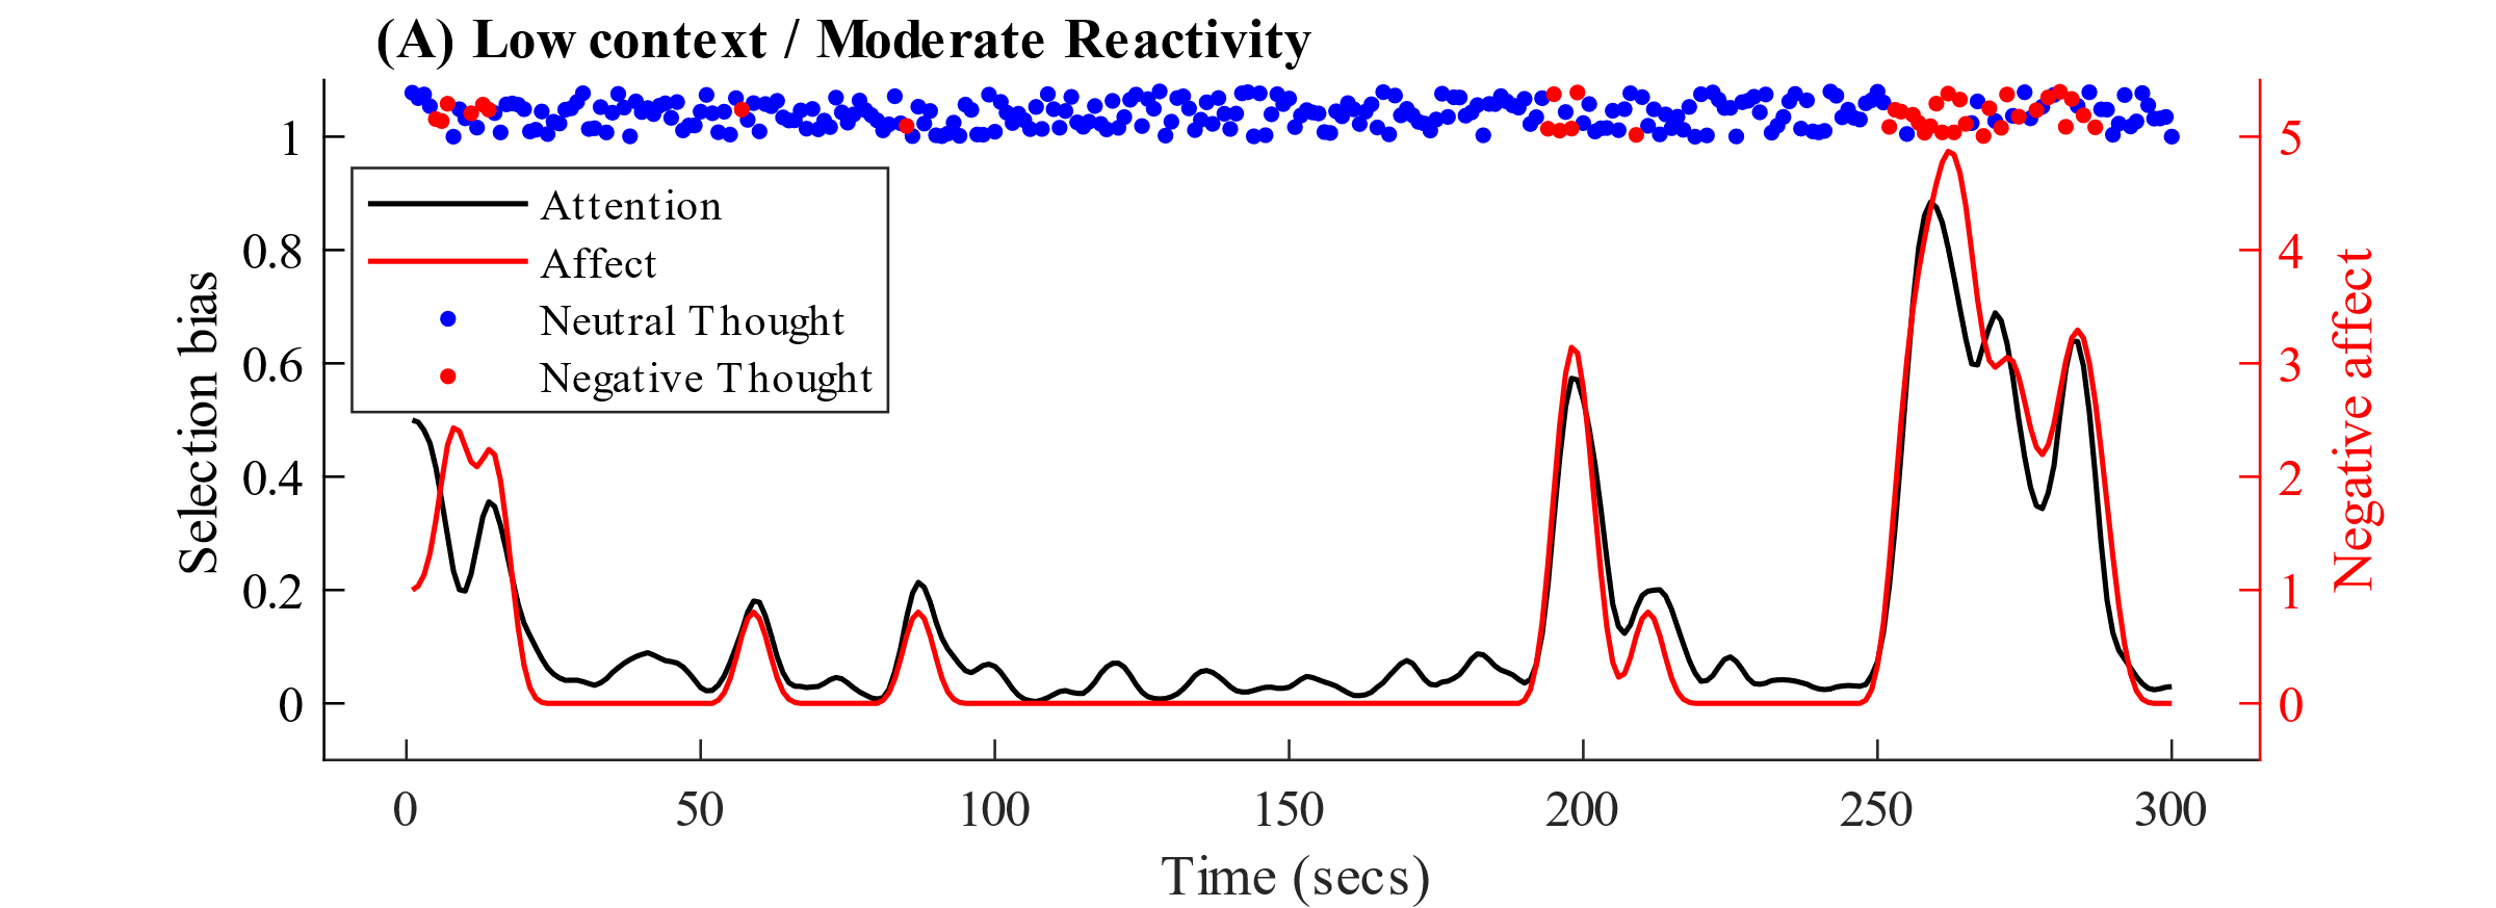 (A) Low context / Moderate Reactivity
Attention
Affect
Neutral Thought
Negative Thought
Selection bias
1
0.8
0.6
0.4
0.2
0
Negative affect
5
4
3
2
1
0
0 50 100 150 200 250 300
Time (secs)